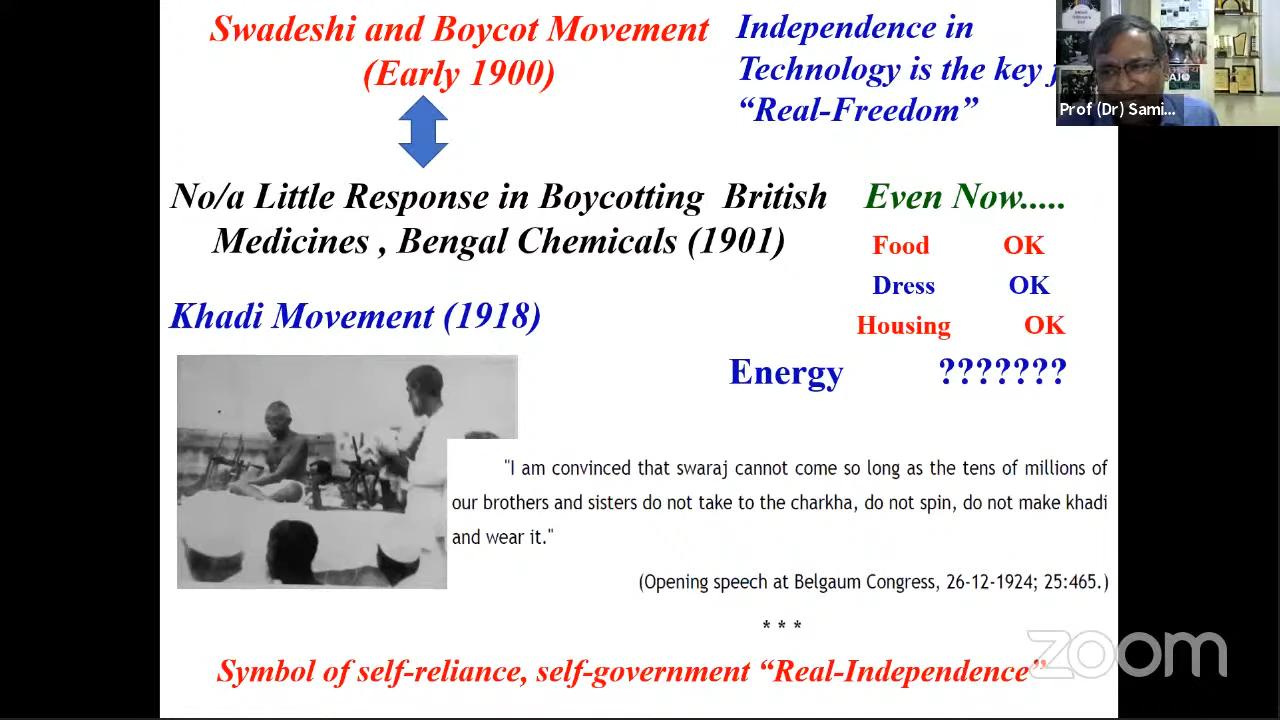 Swadeshi and Boycot Movement
(Early 1900)
Independence in
Technology is the key
“Real-Freedom”
Prof (Dr) Sami...
No/a Little Response in Boycotting British
Medicines , Bengal Chemicals (1901)
Even Now.....
Food OK
Dress OK
Housing OK
Energy ???????
Khadi Movement (1918)
"I am convinced that swaraj cannot come so long as the tens of millions of
our brothers and sisters do not take to the charkha, do not spin, do not make khadi
and wear it."
(Opening speech at Belgaum Congress, 26-12-1924; 25:465.)
* * *
Symbol of self-reliance, self-government “Real-Independence”
zoom